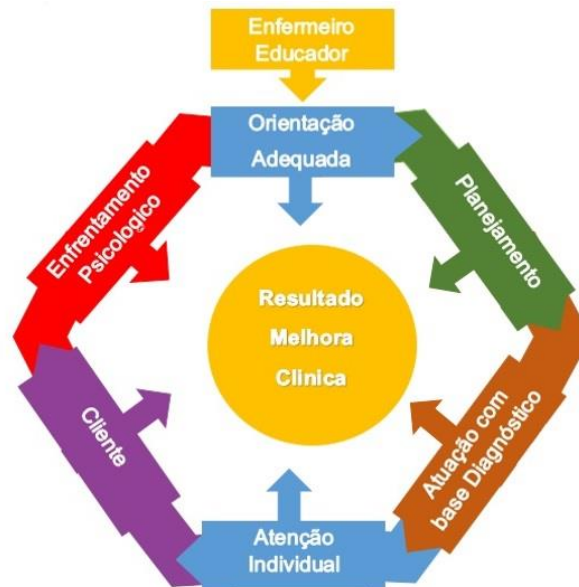 Enfermeiro
Educador
Orientação
Adequada
Planejamento
Atuação com
base Diagnóstico
Atenção
Individual
Cliente
Enfrentamento
Psicologico
Resultado
Melhora
Clinica